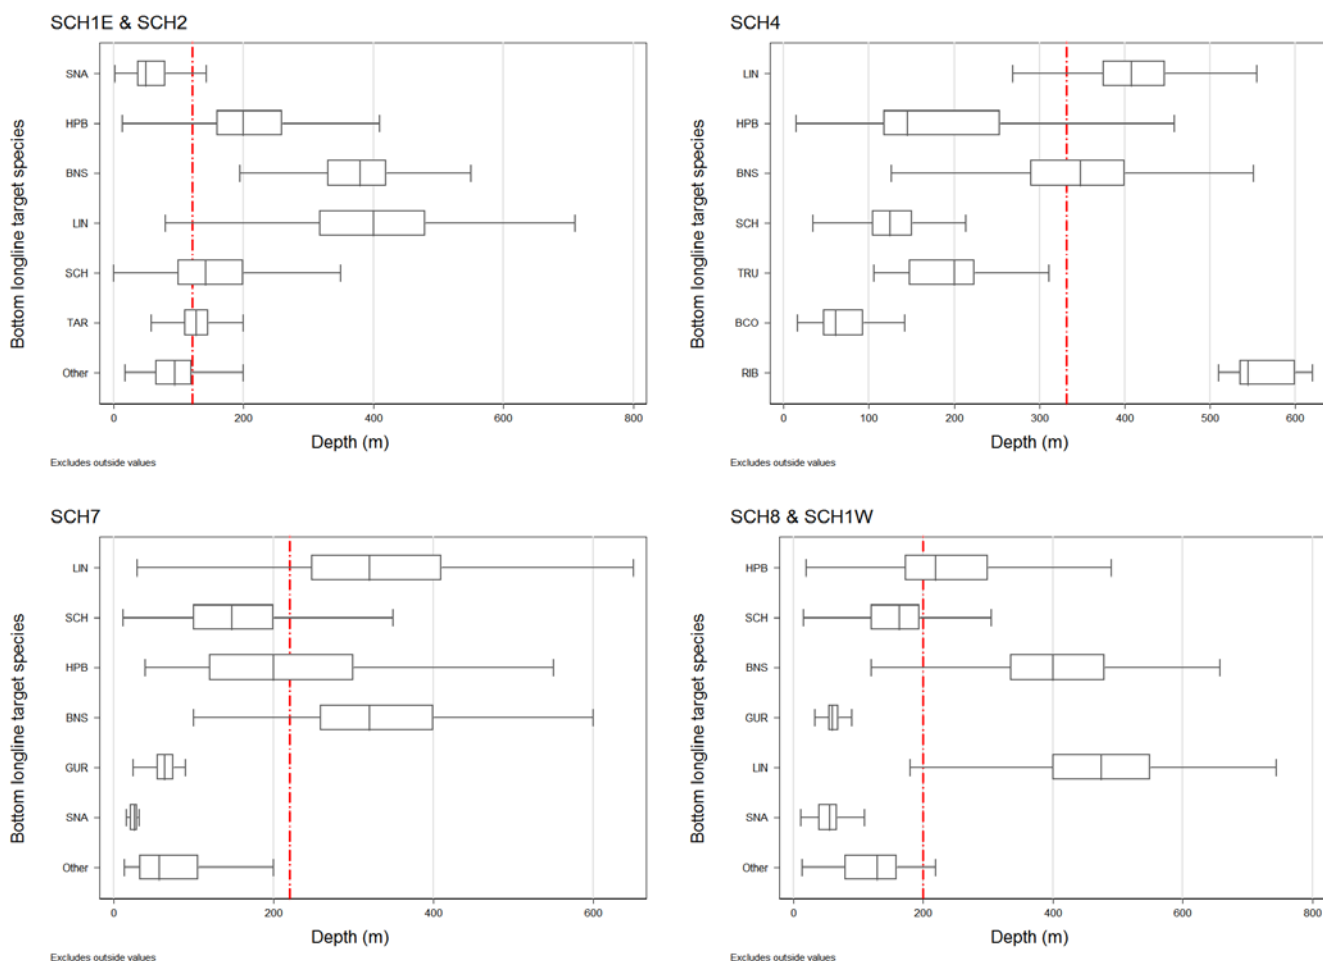 SCH1E & SCH2
Bottom longline target species
SNA
HPB
BNS
LIN
SCH
TAR
Other
0 200 400 600 800
Depth (m)
Excludes outside values
SCH4
Bottom longline target species
LIN
HPB
BNS
SCH
TRU
BCO
RIB
0 100 200 300 400 500 600
Depth (m)
Excludes outside values
SCH7
Bottom longline target species
LIN
SCH
HPB
BNS
GUR
SNA
Other
0 200 400 600
Depth (m)
Excludes outside values
SCH8 & SCH1W
Bottom longline target species
HPB
SCH
BNS
GUR
LIN
SNA
Other
0 200 400 600 800
Depth (m)
Excludes outside values